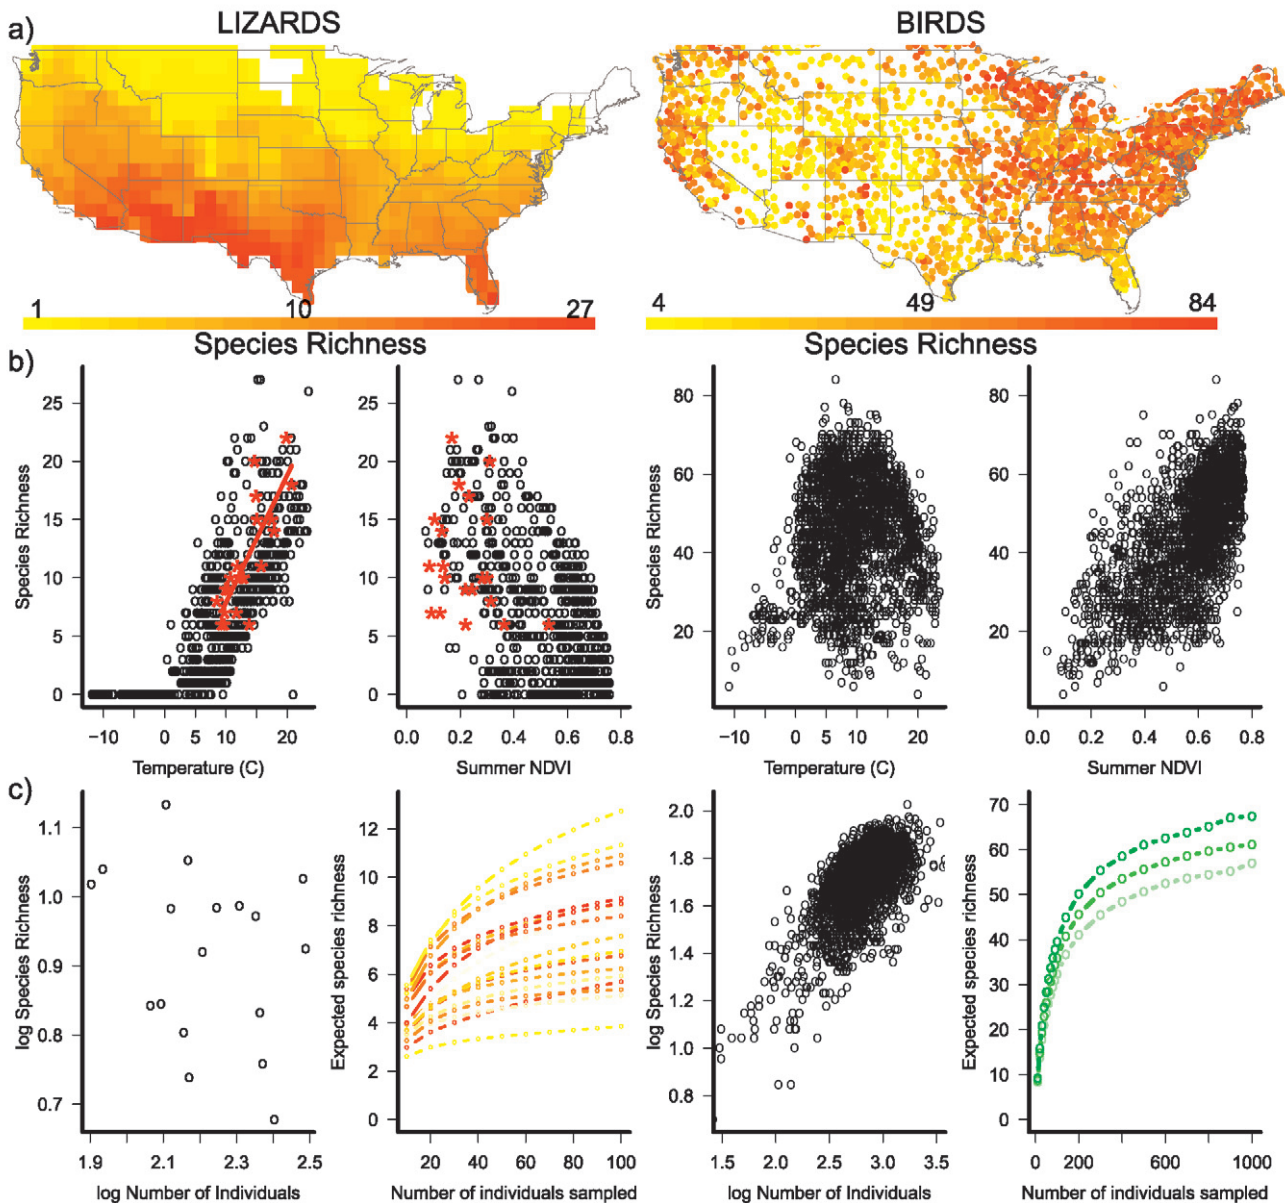 a)
LIZARDS
BIRDS
1 10 27
4 49 84
Species Richness
Species Richness
b)
25
20
15
10
5
0
Species Richness
−10 0 5 10 20
Temperature (C)
25
20
15
10
5
0
Species Richness
0.0 0.2 0.4 0.6 0.8
Summer NDVI
80
60
40
20
Species Richness
−10 0 5 10 20
Temperature (C)
80
60
40
20
Species Richness
0.0 0.2 0.4 0.6 0.8
Summer NDVI
c)
1.1
1.0
0.9
0.8
0.7
log Species Richness
1.9 2.1 2.3 2.5
log Number of Individuals
12
10
8
6
4
2
0
Expected species richness
20 40 60 80 100
Number of individuals sampled
2.0
1.8
1.6
1.4
1.2
1.0
0.8
log Species Richness
1.5 2.0 2.5 3.0 3.5
log Number of Individuals
70
60
50
40
30
20
10
0
Expected species richness
0 200 600 1000
Number of individuals sampled